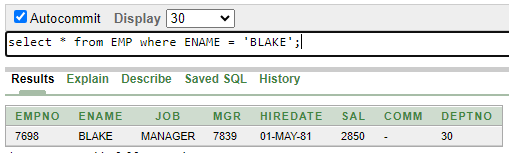 Autocommit Display 30
select * from EMP where ENAME = 'BLAKE';
Results Explain Describe Saved SQL History
EMPNO ENAME JOB MGR HIREDATE SAL COMM DEPTNO
7698 BLAKE MANAGER 7839 01-MAY-81 2850 - 30